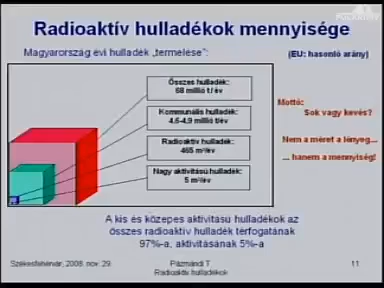 Radioaktív hulladékok mennyisége
Magyarország évi hulladék „termelése":
(EU: hasonló arány)
Összes hulladék:
68 millió t/év
Kommunális hulladék:
4.5-4,9 millió t/év
Radioaktív hulladék:
465 m³/év
Nagy aktivitású hulladék:
5 m³/év
Mottó:
Sok vagy kevés?
Nem a méret a lényeg...
... hanem a mennyiség!
A kis és közepes aktivitású hulladékok az
összes radioaktív hulladék térfogatának
97%-a, aktivitásának 5%-a
Székesfehérvár, 2008. nov. 29.
Pázmándi T
Radioaktív hulladékok
11